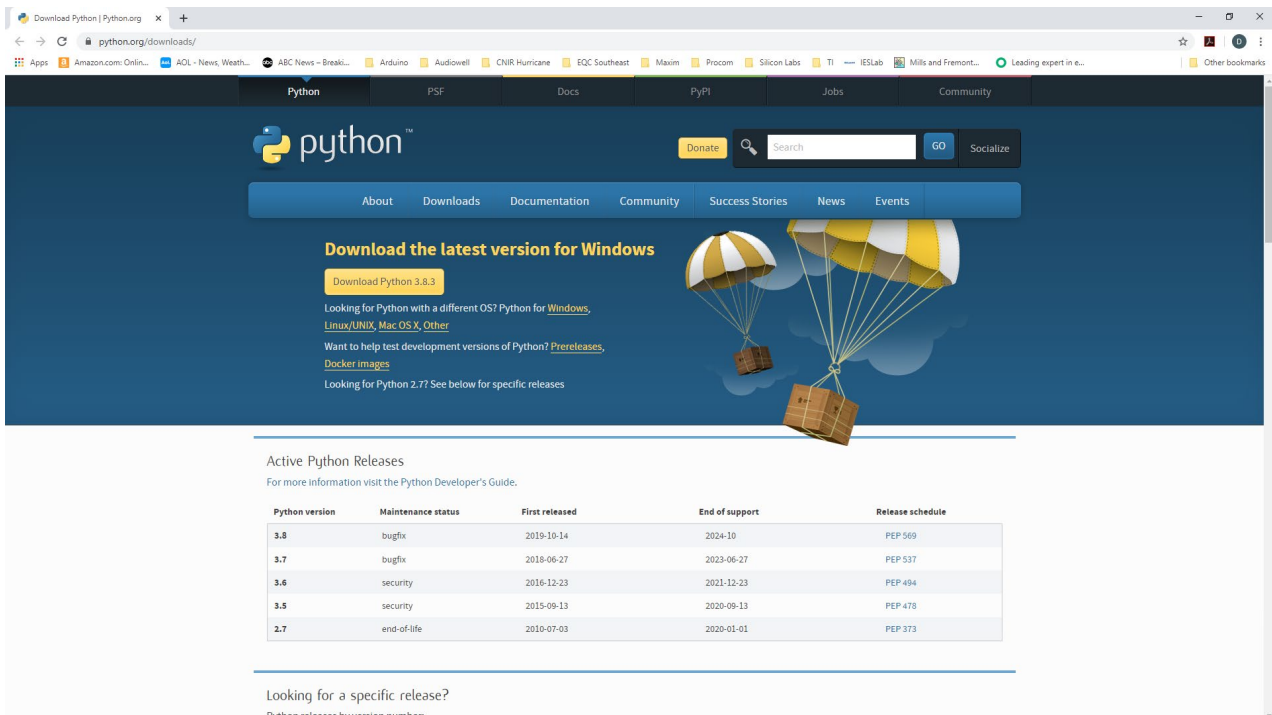 Download Python | Python.org
python.org/downloads/
D
Apps Amazon.com: Onlin... AOL - News, Weath... ABC News – Breaki... Arduino Audiowell CNIR Hurricane EQC Southeast Maxim Procom Silicon Labs TI IESLab Mills and Fremont... Leading expert in e... Other bookmarks
Python PSF Docs PyPI Jobs Community
python™
Donate Search GO Socialize
About Downloads Documentation Community Success Stories News Events
Download the latest version for Windows
Download Python 3.8.3
Looking for Python with a different OS? Python for Windows,
Linux/UNIX, Mac OS X, Other
Want to help test development versions of Python? Prereleases,
Docker images
Looking for Python 2.7? See below for specific releases
Active Python Releases
For more information visit the Python Developer's Guide.
Python version Maintenance status First released End of support Release schedule
3.8 bugfix 2019-10-14 2024-10 PEP 569
3.7 bugfix 2018-06-27 2023-06-27 PEP 537
3.6 security 2016-12-23 2021-12-23 PEP 494
3.5 security 2015-09-13 2020-09-13 PEP 478
2.7 end-of-life 2010-07-03 2020-01-01 PEP 373
Looking for a specific release?
Python releases by version number: